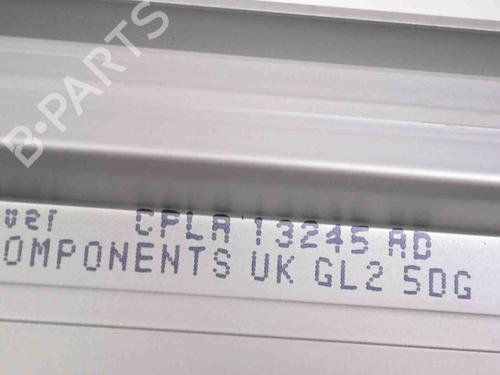 B-PARTS
CPLA 13245 AD
OMPONENTS UK GL2 5DG